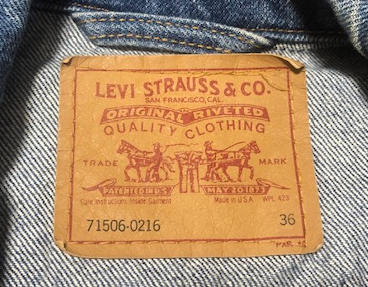 LEVI STRAUSS & CO.
SAN FRANCISCO, CAL.
ORIGINAL RIVETED
QUALITY CLOTHING
TRADE MARK
PATENTED IN U.S. MAY 20 1873
Care Instructions Inside Garment Made in U.S.A. WPL 423
71506-0216 36